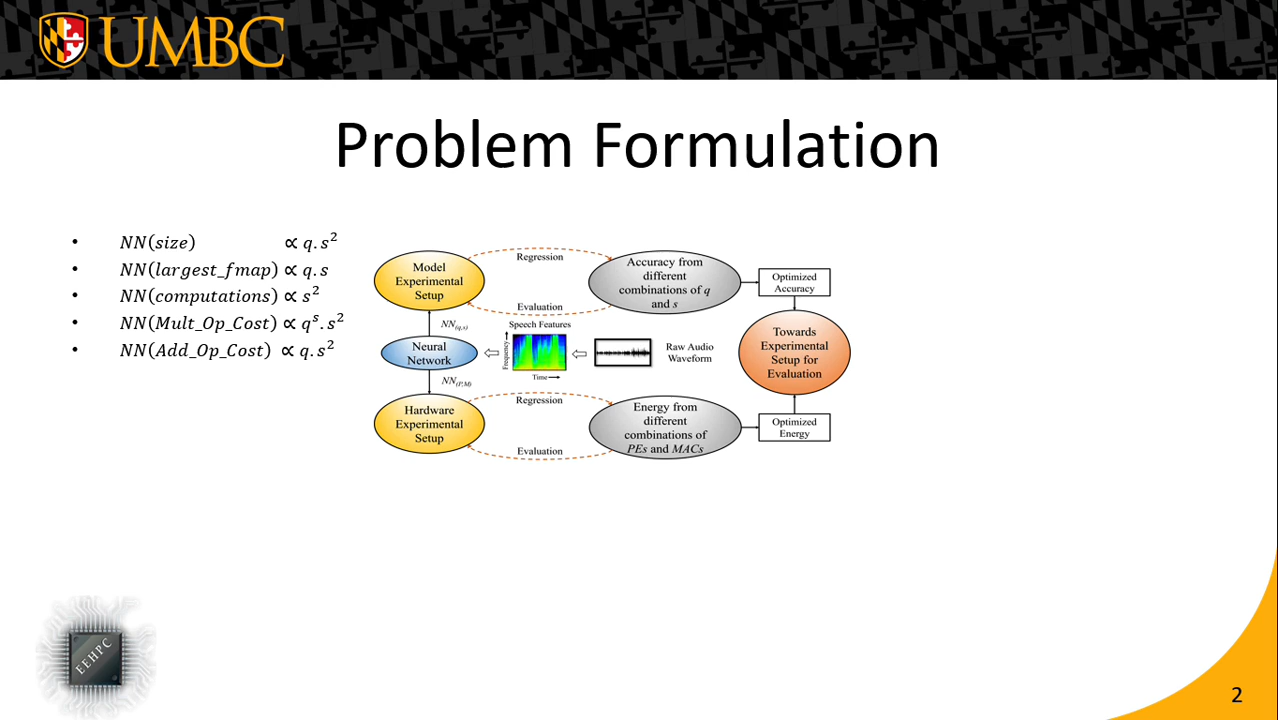 UMBC
Problem Formulation
• NN(size) ∝ q.s²
• NN(largest_fmap) ∝ q.s
• NN(computations) ∝ s²
• NN(Mult_Op_Cost) ∝ qˢ.s²
• NN(Add_Op_Cost) ∝ q.s²
Model
Experimental
Setup
Regression
Evaluation
Accuracy from
different
combinations of q
and s
Optimized
Accuracy
NN(q,s)
Neural
Network
NN(P,M)
Speech Features
Frequency
Time
Raw Audio
Waveform
Towards
Experimental
Setup for
Evaluation
Hardware
Experimental
Setup
Regression
Evaluation
Energy from
different
combinations of
PEs and MACs
Optimized
Energy
EEHPC
2